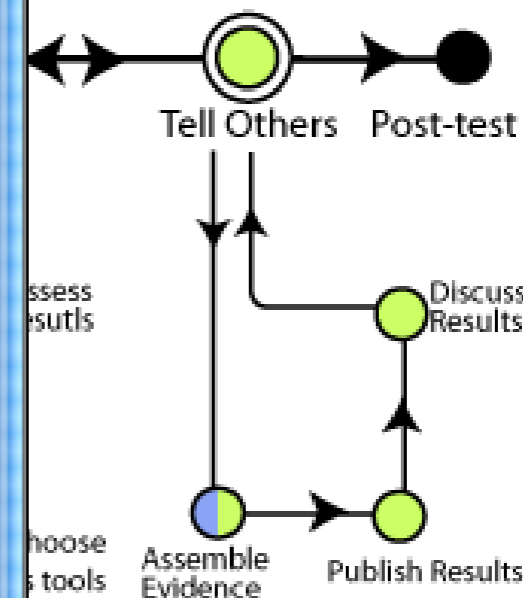 Tell Others
Post-test
ssess
esutls
Discuss
Results
hoose
s tools
Assemble
Evidence
Publish Results